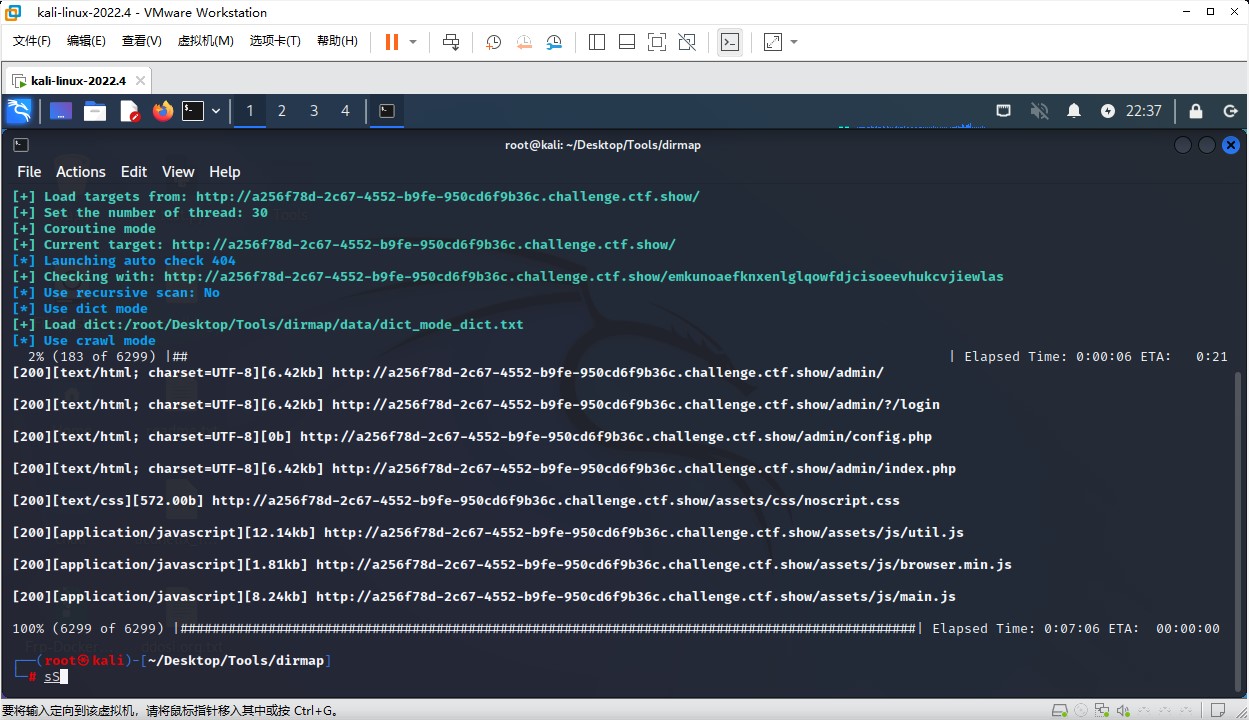 kali-linux-2022.4 - VMware Workstation
文件(F) 编辑(E) 查看(V) 虚拟机(M) 选项卡(T) 帮助(H)
kali-linux-2022.4
1 2 3 4 22:37
root@kali: ~/Desktop/Tools/dirmap
File Actions Edit View Help
[+] Load targets from: http://a256f78d-2c67-4552-b9fe-950cd6f9b36c.challenge.ctf.show/
[+] Set the number of thread: 30
[+] Coroutine mode
[+] Current target: http://a256f78d-2c67-4552-b9fe-950cd6f9b36c.challenge.ctf.show/
[*] Launching auto check 404
[+] Checking with: http://a256f78d-2c67-4552-b9fe-950cd6f9b36c.challenge.ctf.show/emkunoaefknxenlglqowfdjcisoeevhukcvjiewlas
[*] Use recursive scan: No
[*] Use dict mode
[+] Load dict:/root/Desktop/Tools/dirmap/data/dict_mode_dict.txt
[*] Use crawl mode
2% (183 of 6299) |## | Elapsed Time: 0:00:06 ETA: 0:21
[200][text/html; charset=UTF-8][6.42kb] http://a256f78d-2c67-4552-b9fe-950cd6f9b36c.challenge.ctf.show/admin/
[200][text/html; charset=UTF-8][6.42kb] http://a256f78d-2c67-4552-b9fe-950cd6f9b36c.challenge.ctf.show/admin/?/login
[200][text/html; charset=UTF-8][0b] http://a256f78d-2c67-4552-b9fe-950cd6f9b36c.challenge.ctf.show/admin/config.php
[200][text/html; charset=UTF-8][6.42kb] http://a256f78d-2c67-4552-b9fe-950cd6f9b36c.challenge.ctf.show/admin/index.php
[200][text/css][572.00b] http://a256f78d-2c67-4552-b9fe-950cd6f9b36c.challenge.ctf.show/assets/css/noscript.css
[200][application/javascript][12.14kb] http://a256f78d-2c67-4552-b9fe-950cd6f9b36c.challenge.ctf.show/assets/js/util.js
[200][application/javascript][1.81kb] http://a256f78d-2c67-4552-b9fe-950cd6f9b36c.challenge.ctf.show/assets/js/browser.min.js
[200][application/javascript][8.24kb] http://a256f78d-2c67-4552-b9fe-950cd6f9b36c.challenge.ctf.show/assets/js/main.js
100% (6299 of 6299) |############################################################################################| Elapsed Time: 0:07:06 ETA: 00:00:00
┌──(root㉿kali)-[~/Desktop/Tools/dirmap]
└─# sS
要将输入定向到该虚拟机，请将鼠标指针移入其中或按 Ctrl+G。